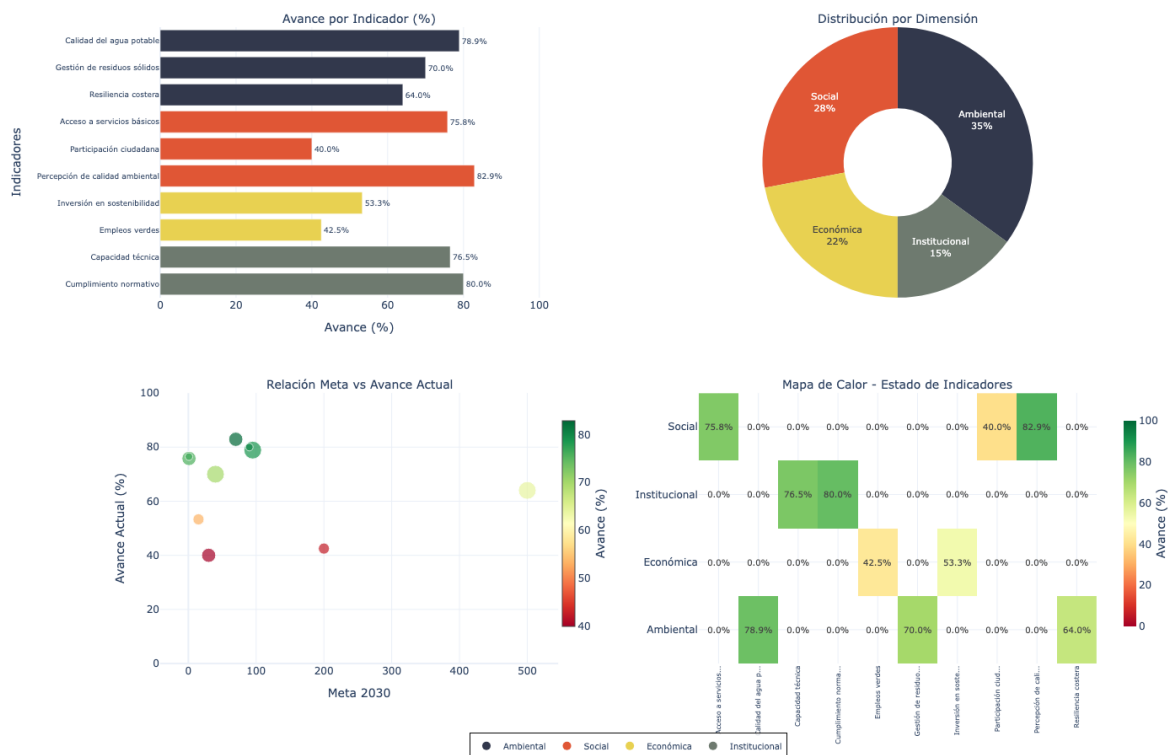 Avance por Indicador (%)
Indicadores
Calidad del agua potable
78.9%
Gestión de residuos sólidos
70.0%
Resiliencia costera
64.0%
Acceso a servicios básicos
75.8%
Participación ciudadana
40.0%
Percepción de calidad ambiental
82.9%
Inversión en sostenibilidad
53.3%
Empleos verdes
42.5%
Capacidad técnica
76.5%
Cumplimiento normativo
80.0%
0 20 40 60 80 100
Avance (%)
Distribución por Dimensión
Social
28%
Ambiental
35%
Económica
22%
Institucional
15%
Relación Meta vs Avance Actual
Avance Actual (%)
100
80
60
40
20
0
0 100 200 300 400 500
Meta 2030
80
70
60
50
40
Avance (%)
Mapa de Calor - Estado de Indicadores
Social 75.8% 0.0% 0.0% 0.0% 0.0% 0.0% 0.0% 40.0% 82.9% 0.0%
Institucional 0.0% 0.0% 76.5% 80.0% 0.0% 0.0% 0.0% 0.0% 0.0% 0.0%
Económica 0.0% 0.0% 0.0% 0.0% 42.5% 0.0% 53.3% 0.0% 0.0% 0.0%
Ambiental 0.0% 78.9% 0.0% 0.0% 0.0% 70.0% 0.0% 0.0% 0.0% 64.0%
Acceso a servicios...
Calidad del agua p...
Capacidad técnica
Cumplimiento norma...
Empleos verdes
Gestión de residuo...
Inversión en soste...
Participación ciud...
Percepción de cali...
Resiliencia costera
100
80
60
40
20
0
Avance (%)
Ambiental Social Económica Institucional